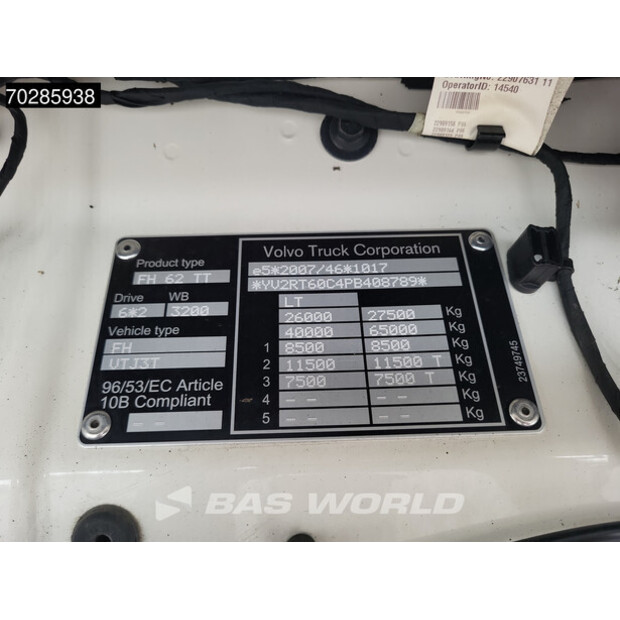 70285938
22907631 11
OperatorID: 14540
Volvo Truck Corporation
Product type
FH 62 TT
Drive WB
6*2 3200
Vehicle type
FH
VTJ3T
96/53/EC Article
10B Compliant
-- --
e5*2007/46*1017
*YV2RT60C4PB408789*
LT
26000 27500 Kg
40000 65000 Kg
1 8500 8500 Kg
2 11500 11500 T Kg
3 7500 7500 T Kg
4 -- -- -- -- Kg
5 -- -- -- -- Kg
23749745
BAS WORLD